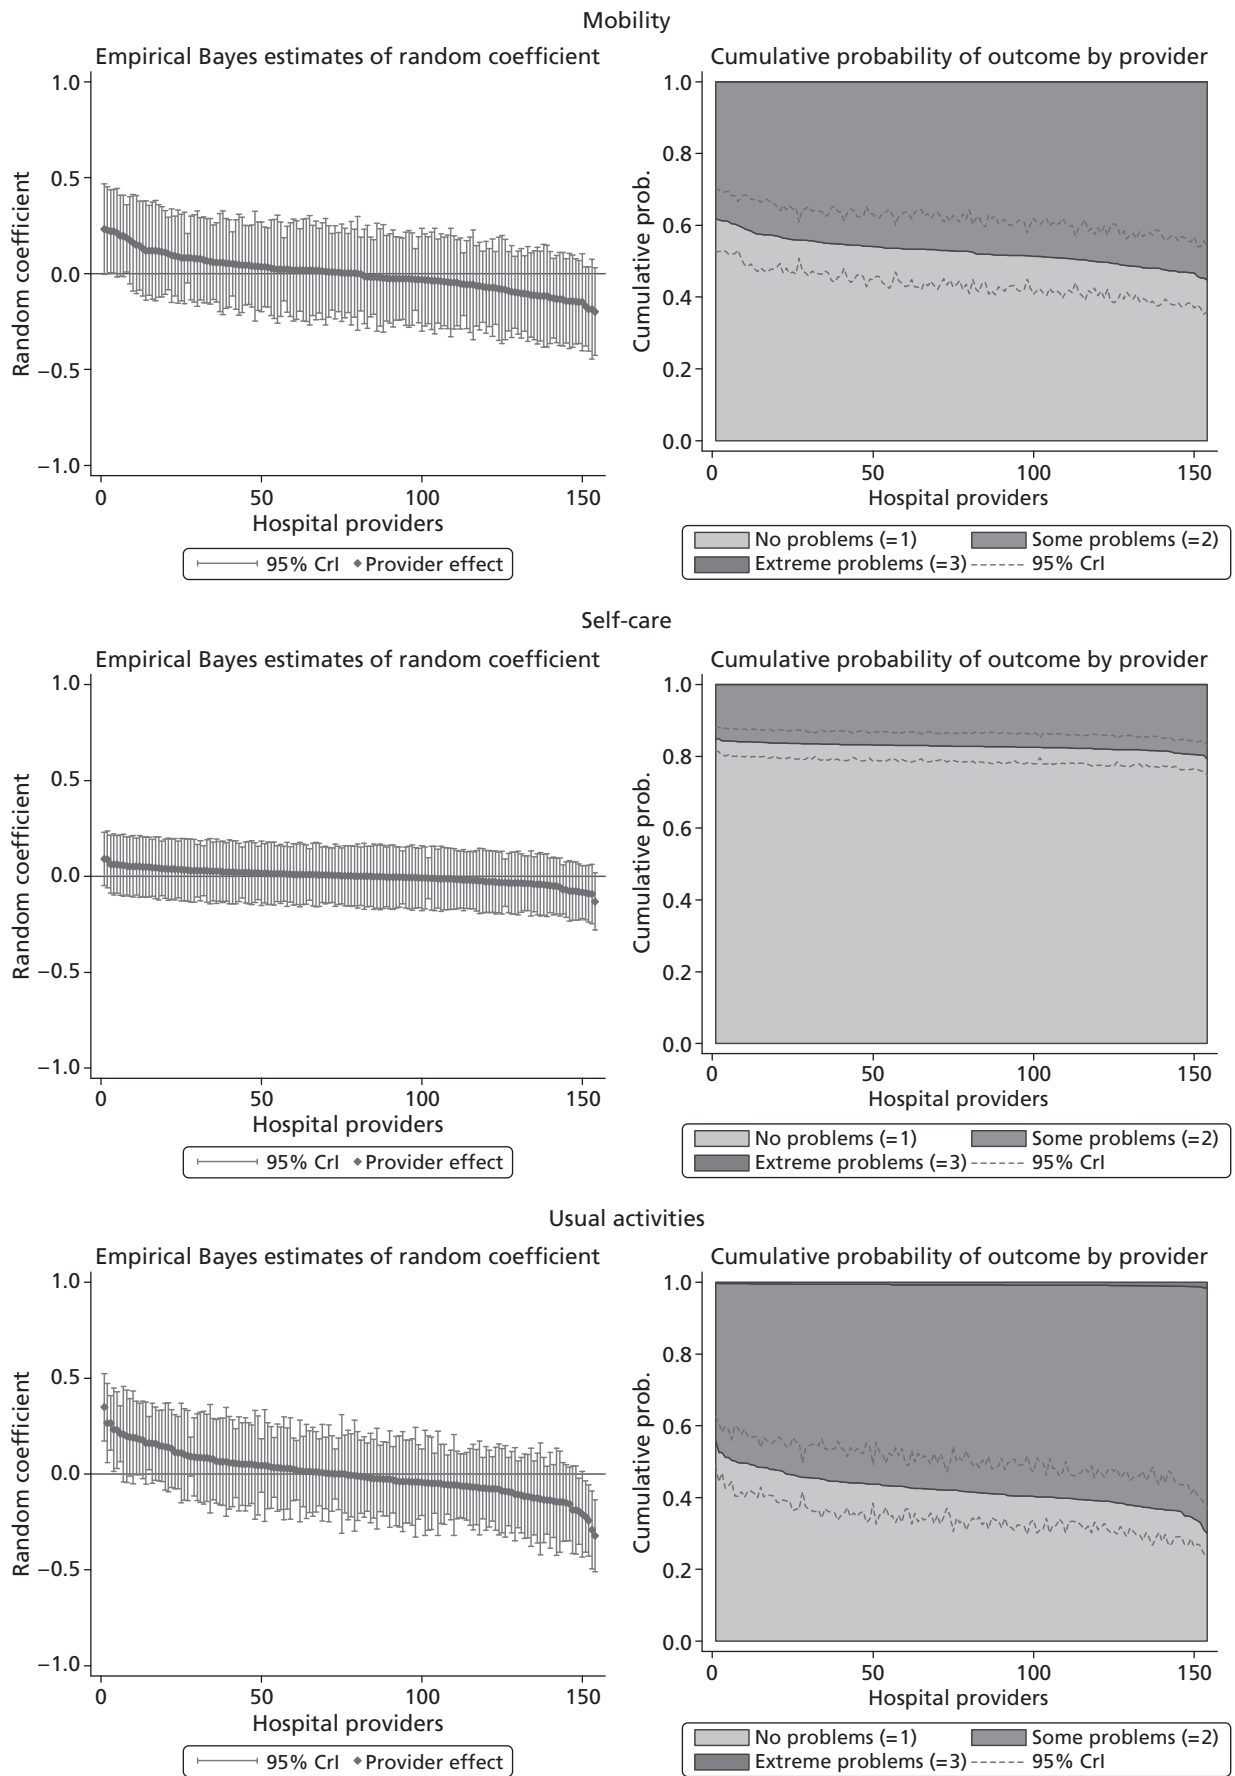 Mobility
Empirical Bayes estimates of random coefficient
1.0
0.5
0.0
−0.5
−1.0
Random coefficient
0 50 100 150
Hospital providers
95% CrI Provider effect
Cumulative probability of outcome by provider
1.0
0.8
0.6
0.4
0.2
0.0
Cumulative prob.
0 50 100 150
Hospital providers
No problems (=1) Some problems (=2)
Extreme problems (=3) 95% CrI
Self-care
Empirical Bayes estimates of random coefficient
1.0
0.5
0.0
−0.5
−1.0
Random coefficient
0 50 100 150
Hospital providers
95% CrI Provider effect
Cumulative probability of outcome by provider
1.0
0.8
0.6
0.4
0.2
0.0
Cumulative prob.
0 50 100 150
Hospital providers
No problems (=1) Some problems (=2)
Extreme problems (=3) 95% CrI
Usual activities
Empirical Bayes estimates of random coefficient
1.0
0.5
0.0
−0.5
−1.0
Random coefficient
0 50 100 150
Hospital providers
95% CrI Provider effect
Cumulative probability of outcome by provider
1.0
0.8
0.6
0.4
0.2
0.0
Cumulative prob.
0 50 100 150
Hospital providers
No problems (=1) Some problems (=2)
Extreme problems (=3) 95% CrI